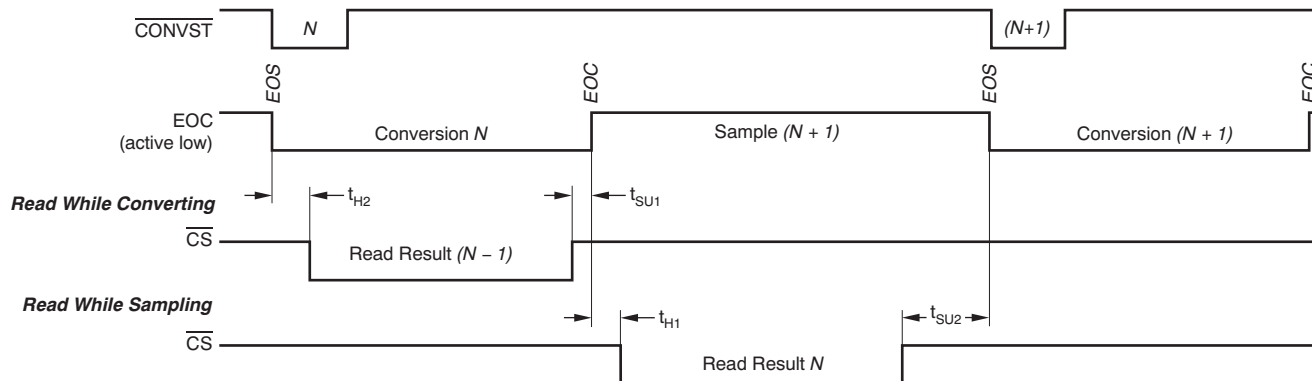 CONVST
N
(N+1)
EOS
EOC
EOS
EOC
EOC
(active low)
Conversion N
Sample (N + 1)
Conversion (N + 1)
Read While Converting
tH2
tSU1
CS
Read Result (N − 1)
Read While Sampling
tH1
tSU2
CS
Read Result N